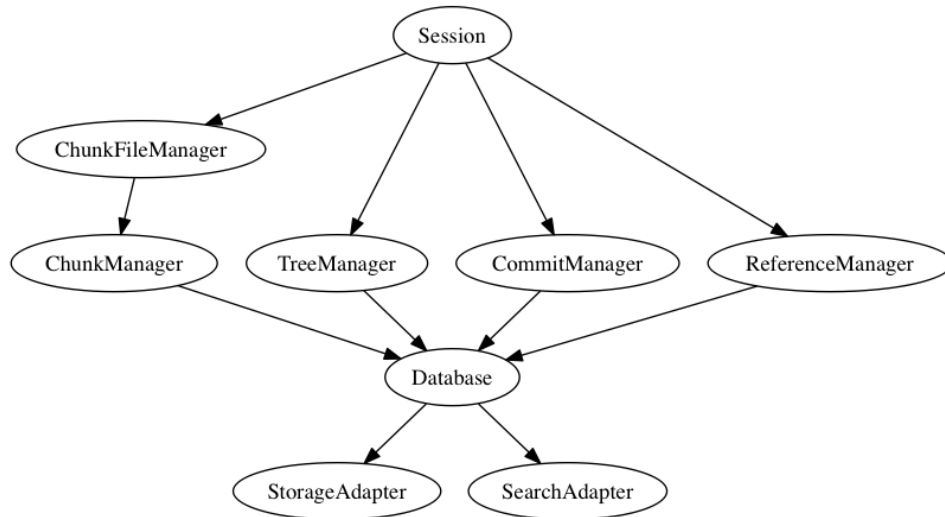 Session
ChunkFileManager
ChunkManager
TreeManager
CommitManager
ReferenceManager
Database
StorageAdapter
SearchAdapter